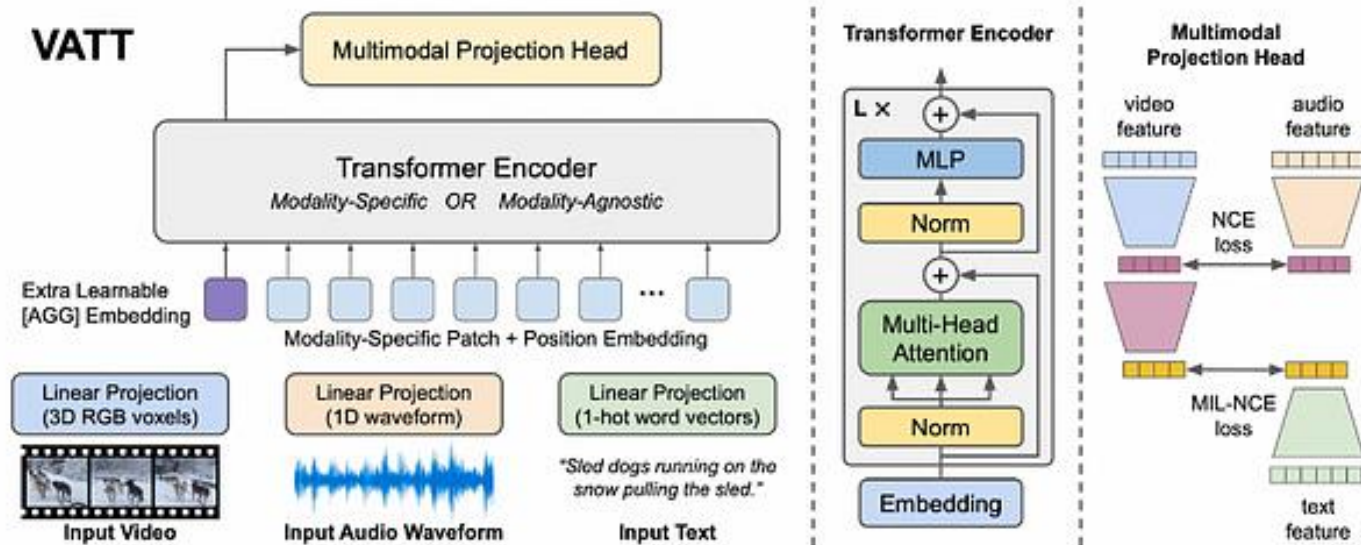 VATT
Multimodal Projection Head
Transformer Encoder
Modality-Specific OR Modality-Agnostic
Extra Learnable
[AGG] Embedding
...
Modality-Specific Patch + Position Embedding
Linear Projection
(3D RGB voxels)
Linear Projection
(1D waveform)
Linear Projection
(1-hot word vectors)
"Sled dogs running on the
snow pulling the sled."
Input Video
Input Audio Waveform
Input Text
Transformer Encoder
L ×
+
MLP
Norm
+
Multi-Head
Attention
Norm
Embedding
Multimodal
Projection Head
video
feature
audio
feature
NCE
loss
MIL-NCE
loss
text
feature